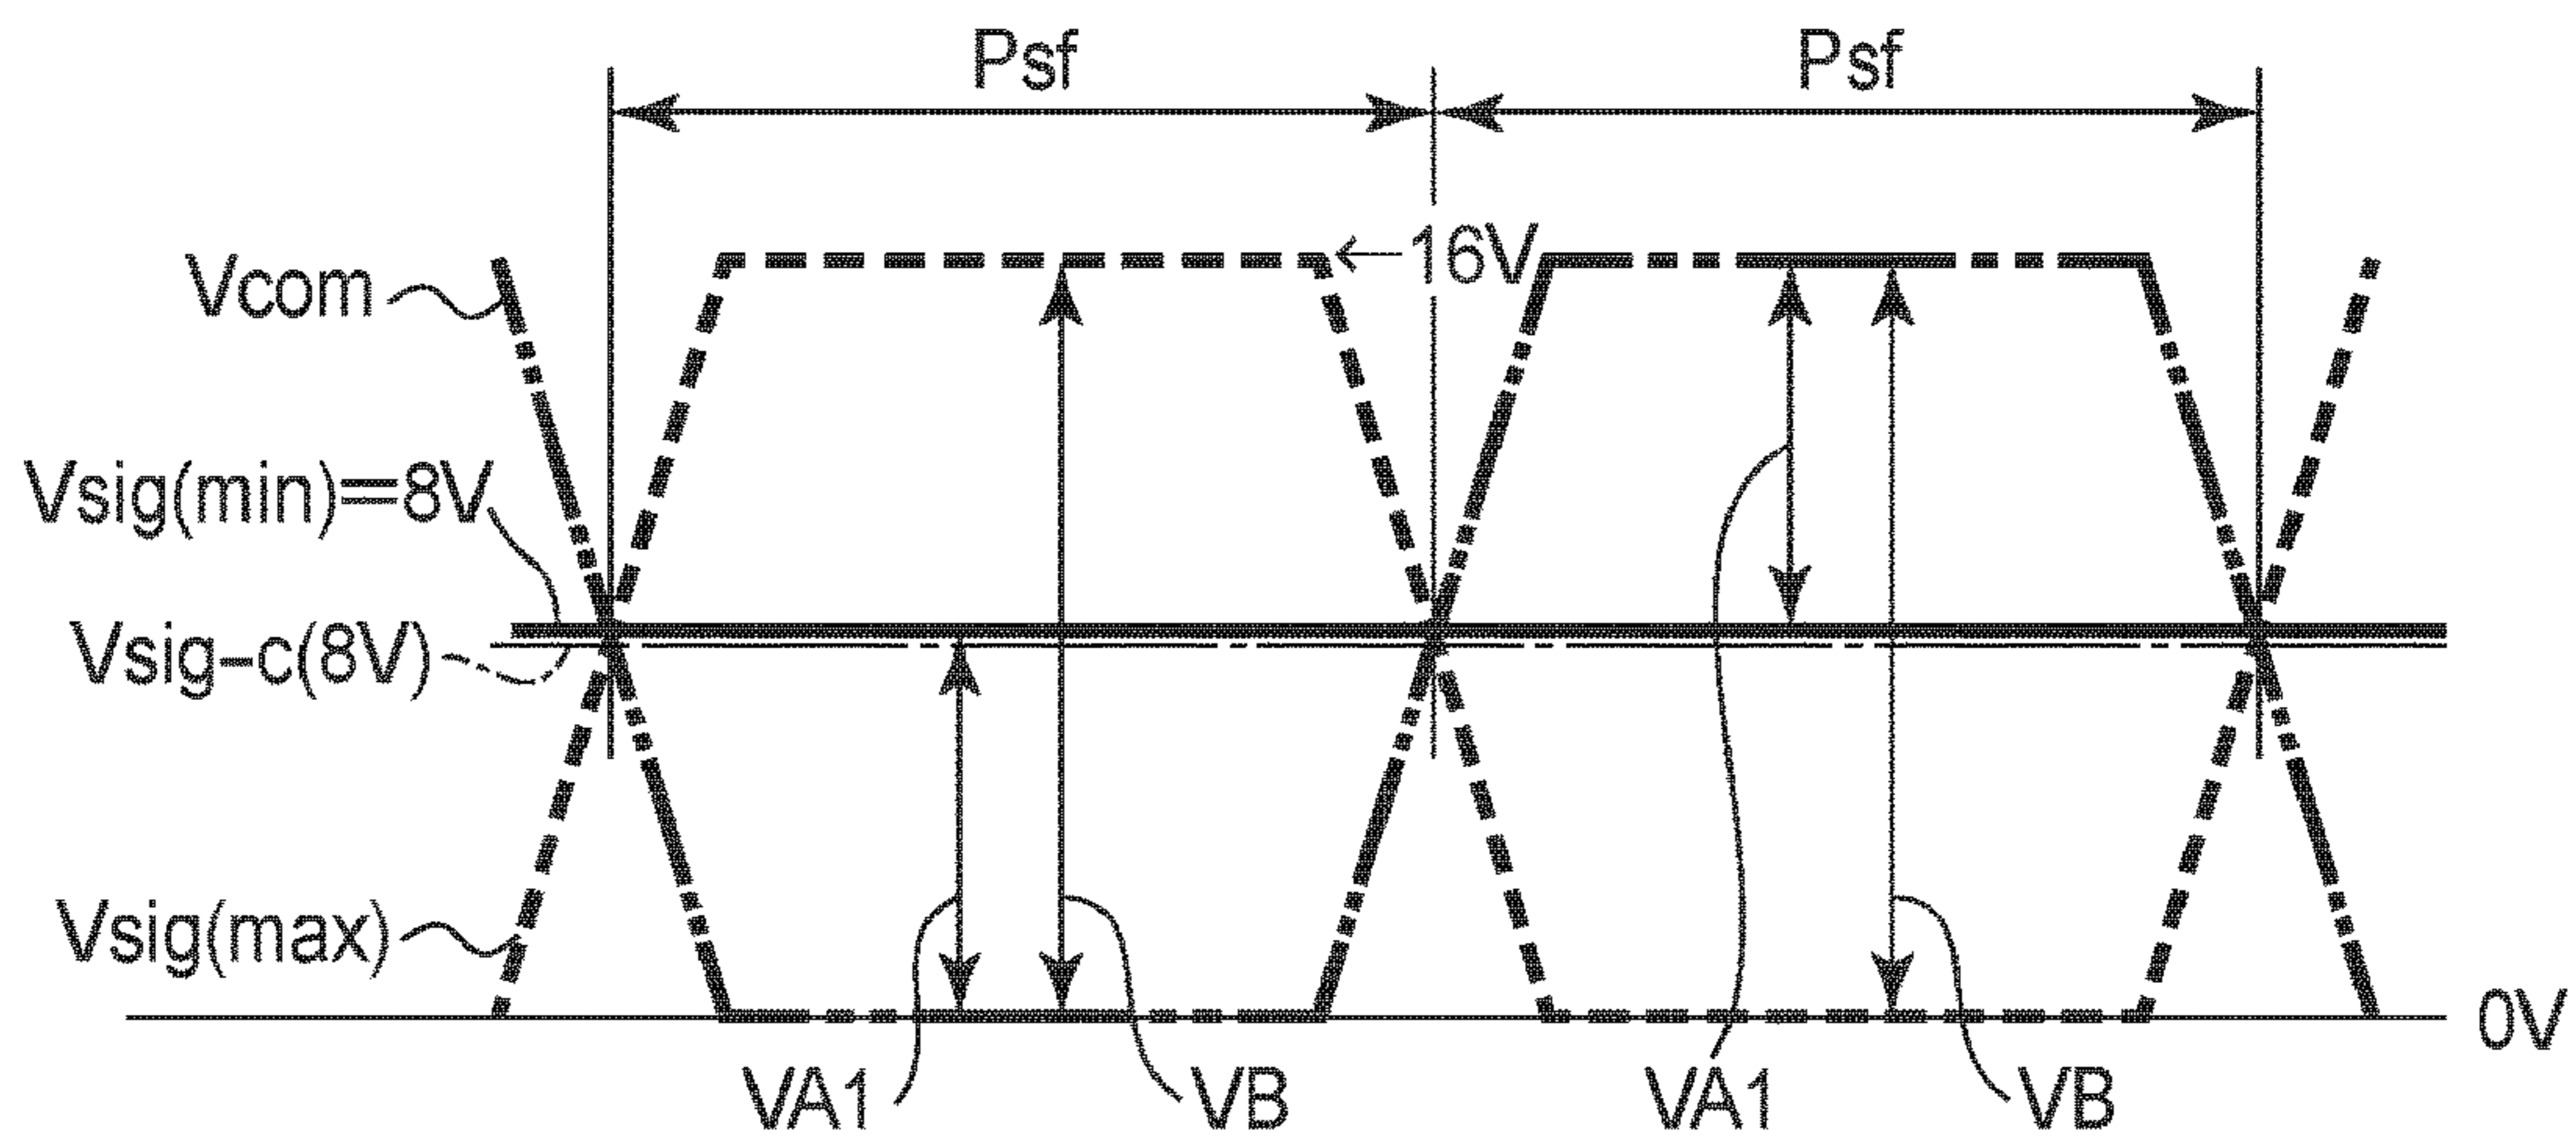 Psf Psf
Vcom
16V
Vsig(min)=8V
Vsig-c(8V)
Vsig(max)
0V
VA1 VB VA1 VB